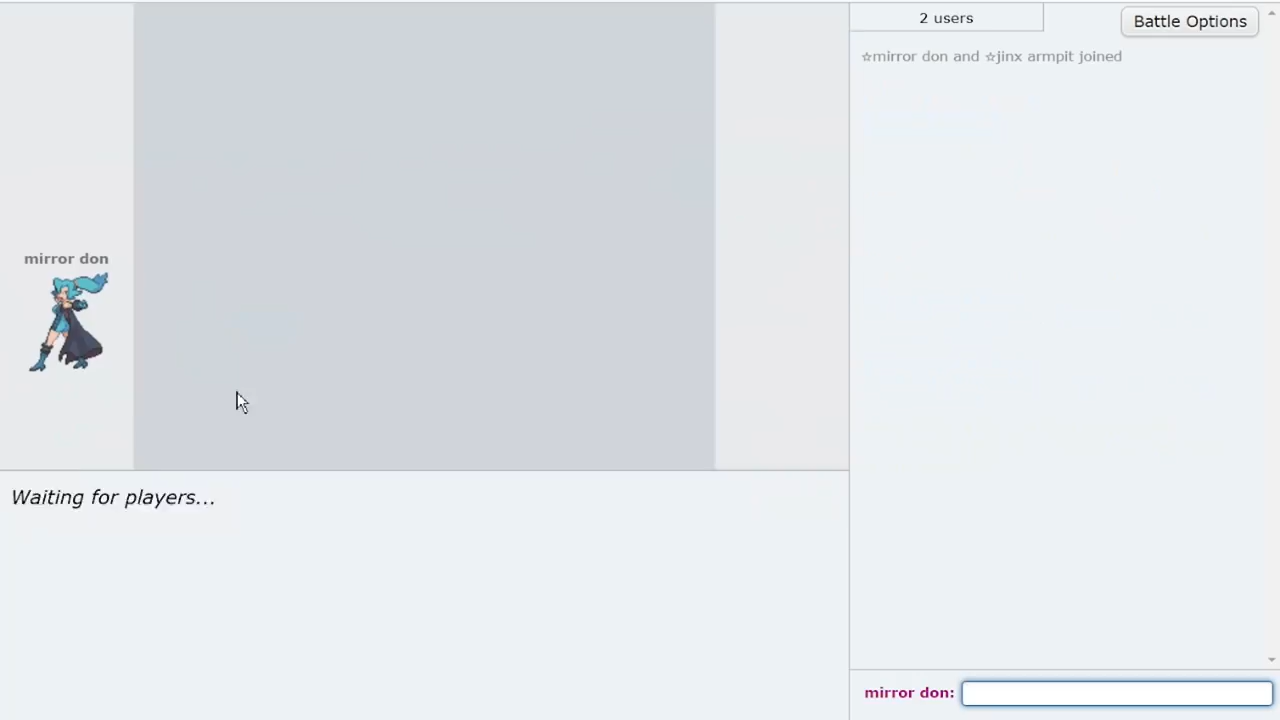 2 users
Battle Options
☆mirror don and ☆jinx armpit joined
mirror don
Waiting for players...
mirror don: